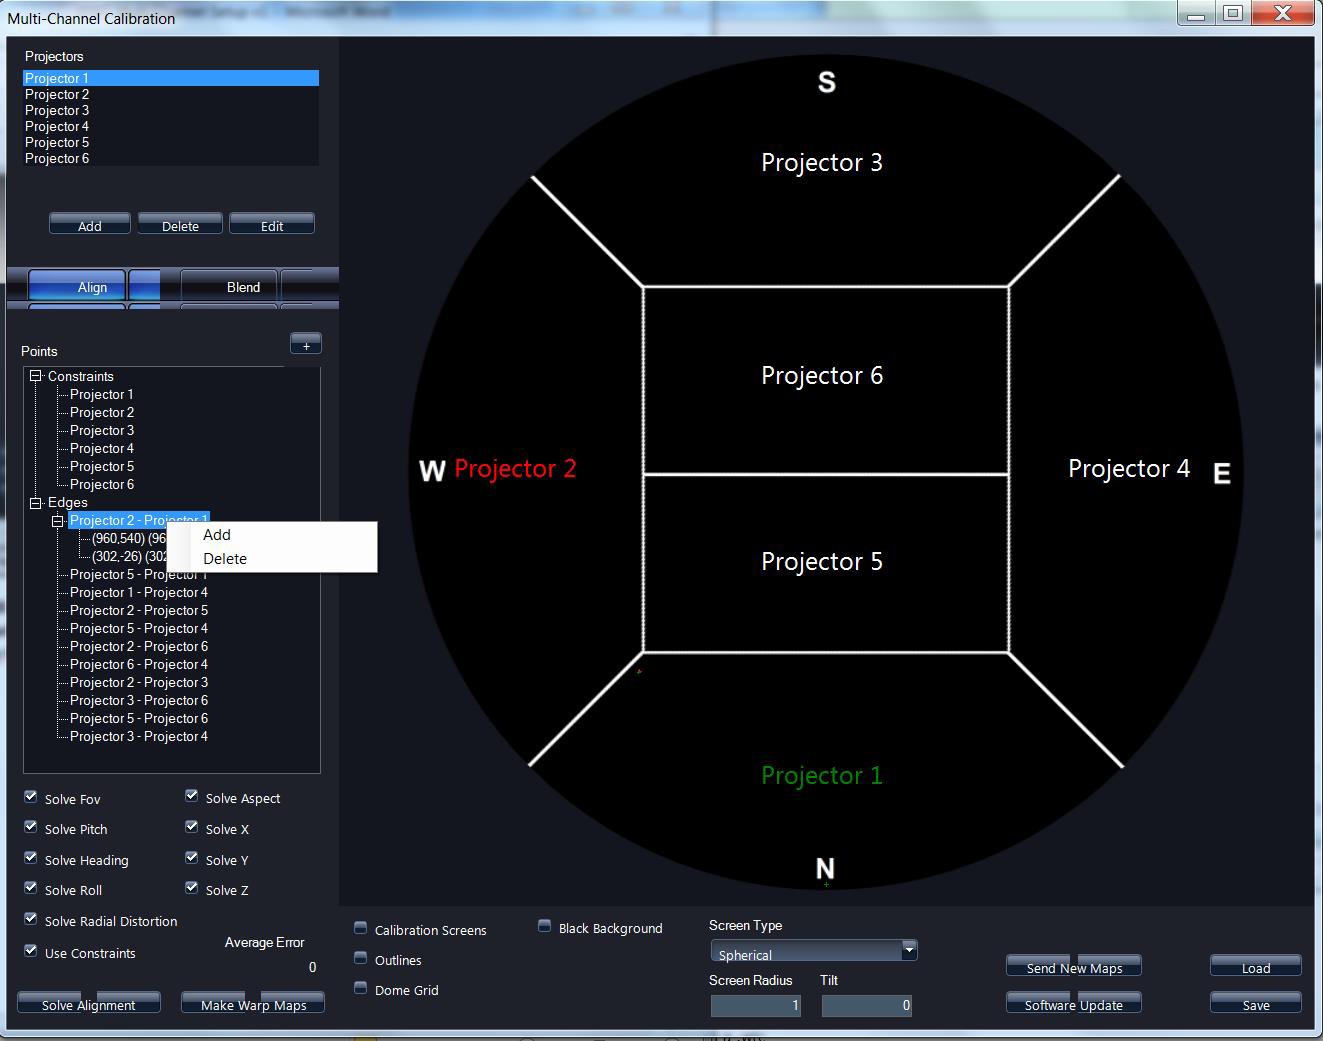 Multi-Channel Calibration
Projectors
Projector 1
Projector 2
Projector 3
Projector 4
Projector 5
Projector 6
Add Delete Edit
Align Blend
Points +
Constraints
Projector 1
Projector 2
Projector 3
Projector 4
Projector 5
Projector 6
Edges
Projector 2 - Projector 1
(960,540) (96
(302,-26) (302
Add
Delete
Projector 5 - Projector 1
Projector 1 - Projector 4
Projector 2 - Projector 5
Projector 5 - Projector 4
Projector 2 - Projector 6
Projector 6 - Projector 4
Projector 2 - Projector 3
Projector 3 - Projector 6
Projector 5 - Projector 6
Projector 3 - Projector 4
Solve Fov Solve Aspect
Solve Pitch Solve X
Solve Heading Solve Y
Solve Roll Solve Z
Solve Radial Distortion
Use Constraints
Average Error
0
Solve Alignment Make Warp Maps
S
Projector 3
Projector 6
W Projector 2
Projector 4 E
Projector 5
Projector 1
N
Calibration Screens
Outlines
Dome Grid
Black Background
Screen Type
Spherical
Screen Radius Tilt
1 0
Send New Maps Load
Software Update Save